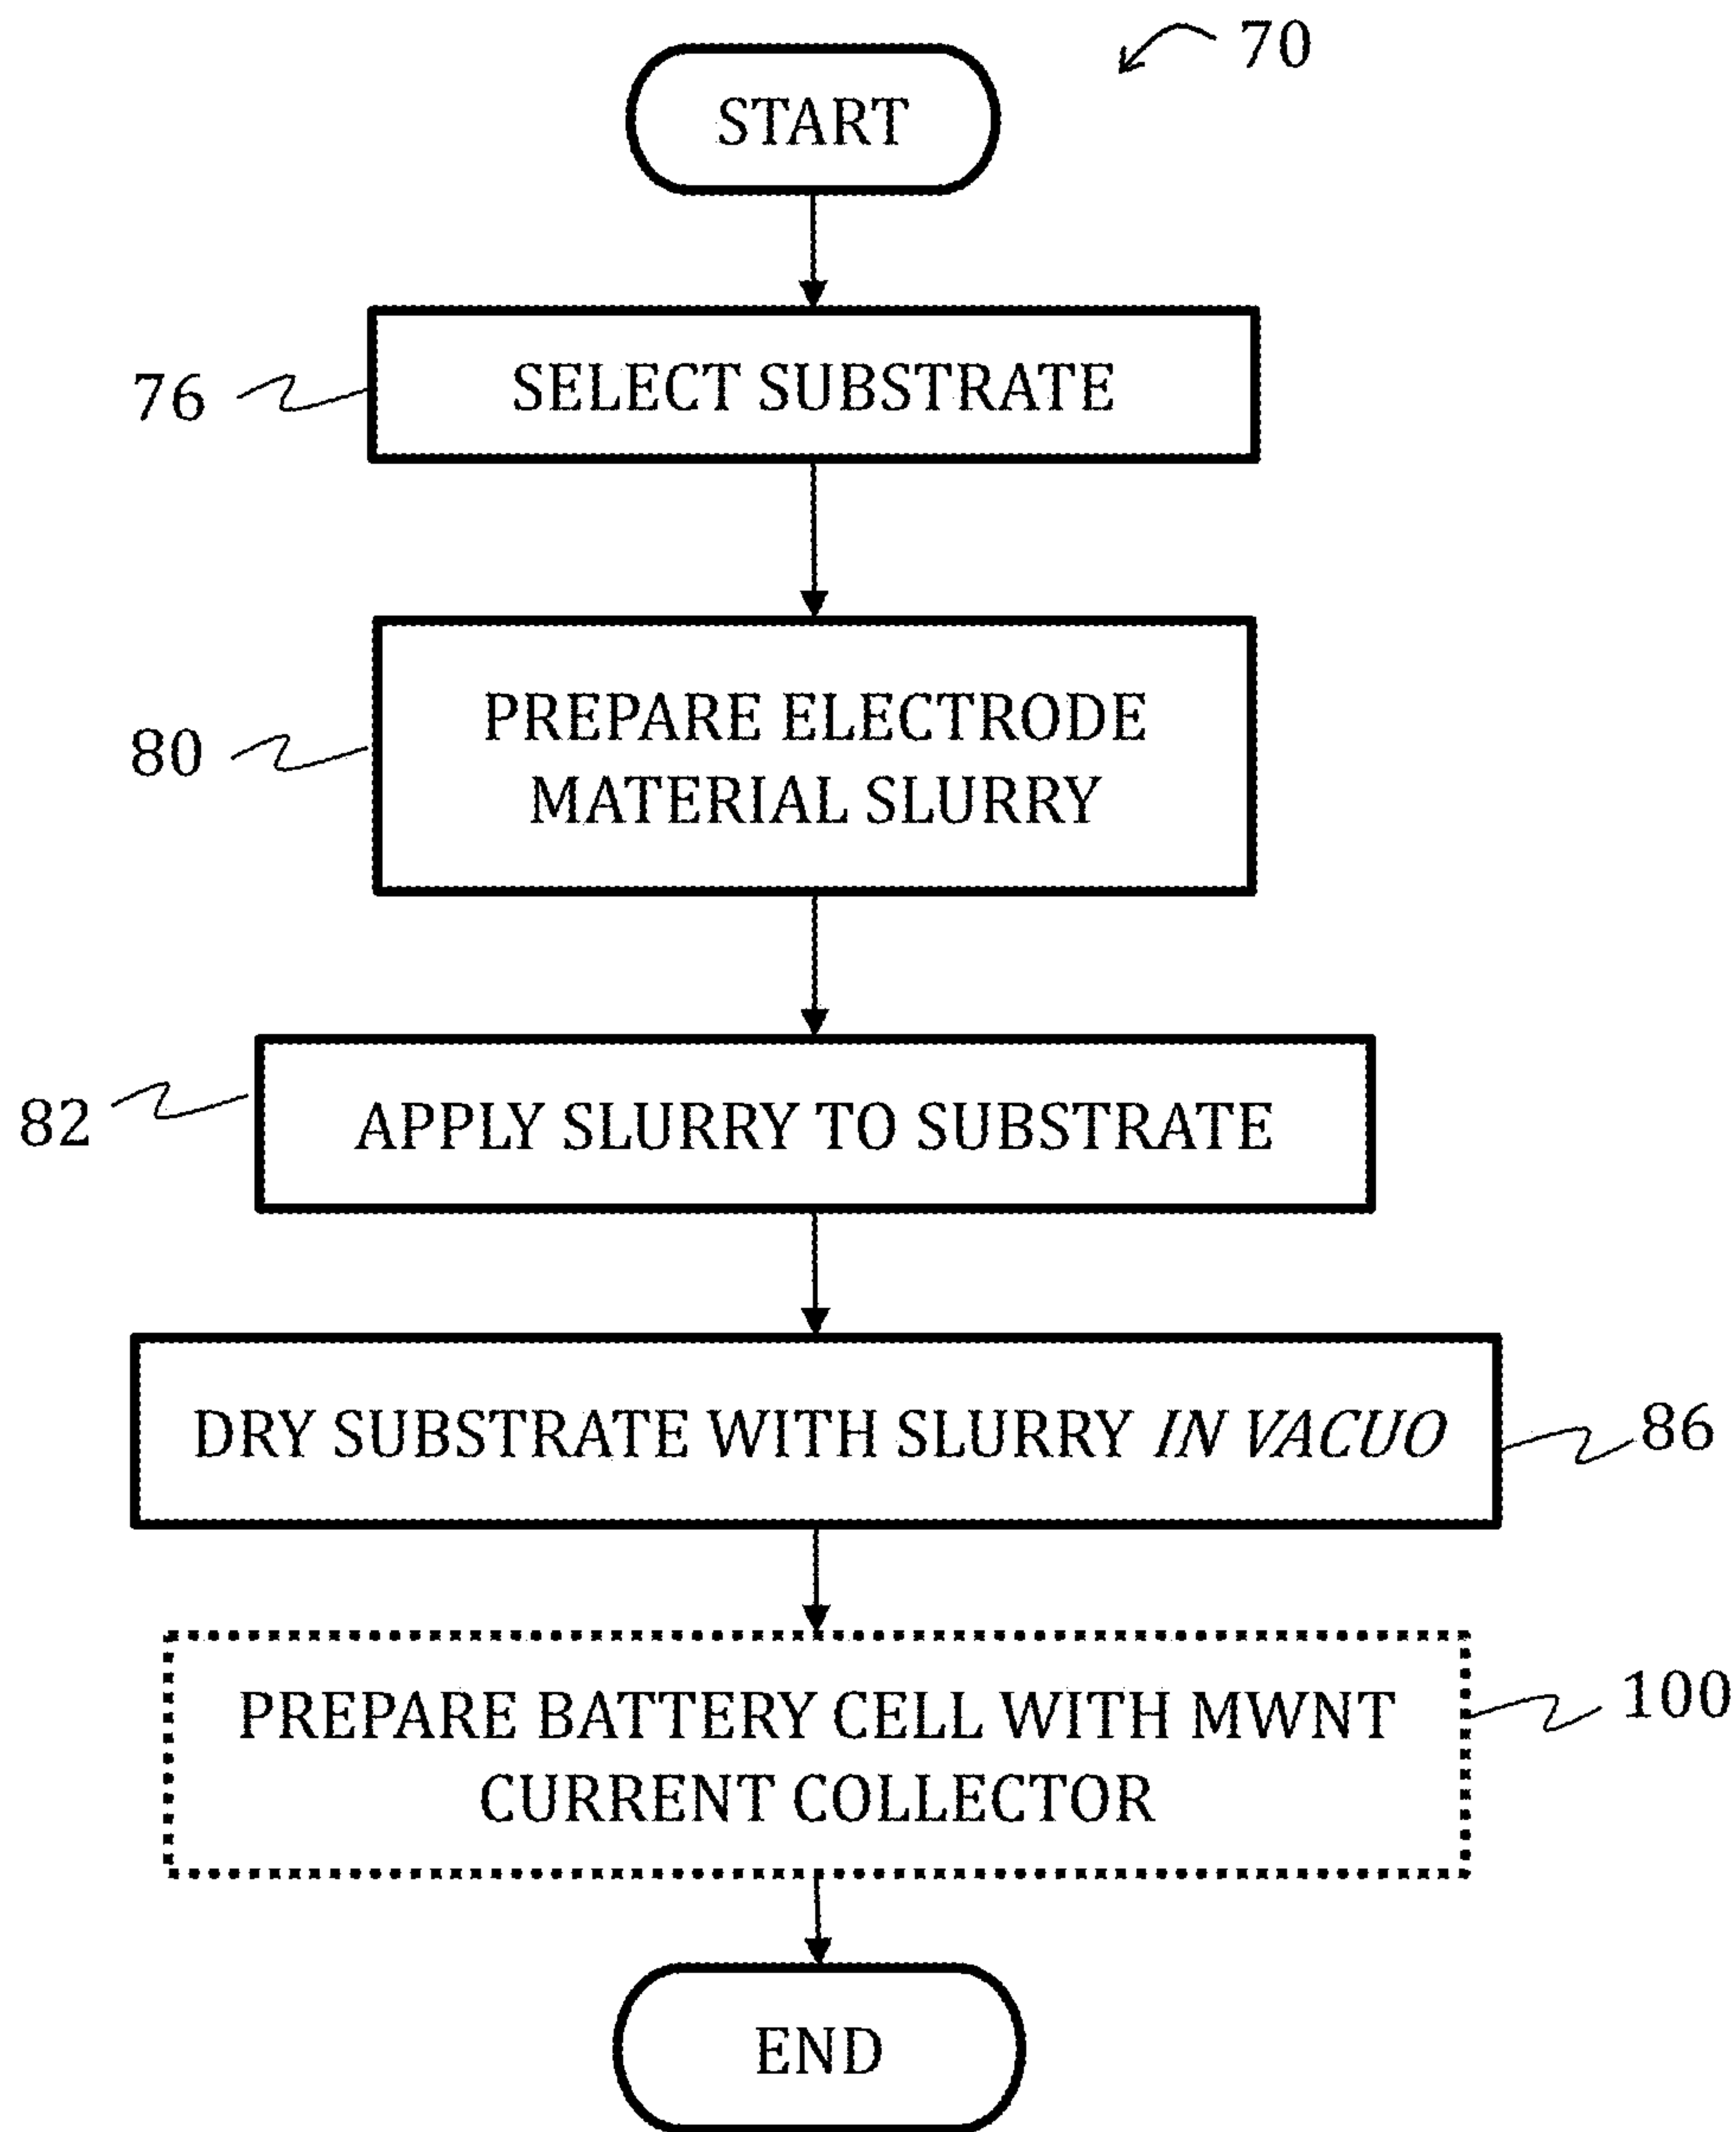 70
START
76
SELECT SUBSTRATE
80
PREPARE ELECTRODE
MATERIAL SLURRY
82
APPLY SLURRY TO SUBSTRATE
DRY SUBSTRATE WITH SLURRY IN VACUO
86
PREPARE BATTERY CELL WITH MWNT
CURRENT COLLECTOR
100
END